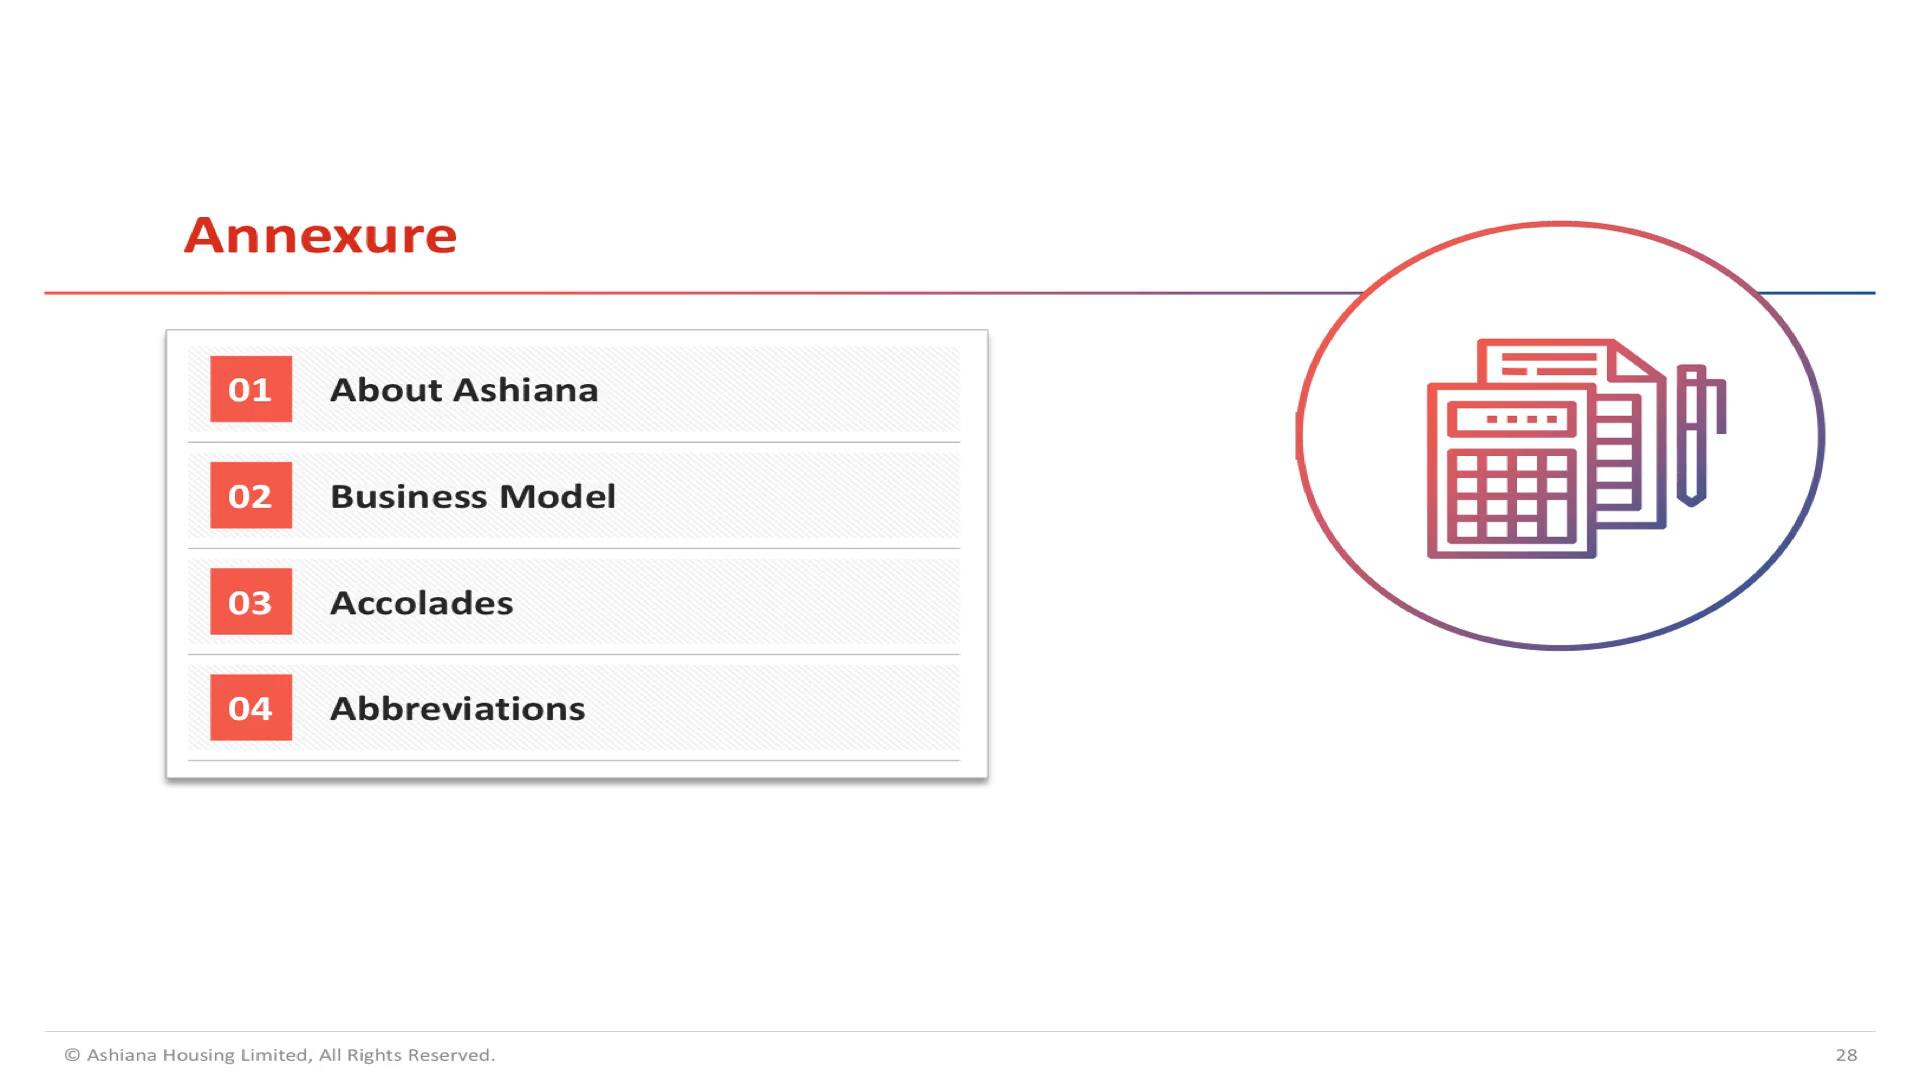 Annexure
01 About Ashiana
02 Business Model
03 Accolades
04 Abbreviations
© Ashiana Housing Limited, All Rights Reserved.
28